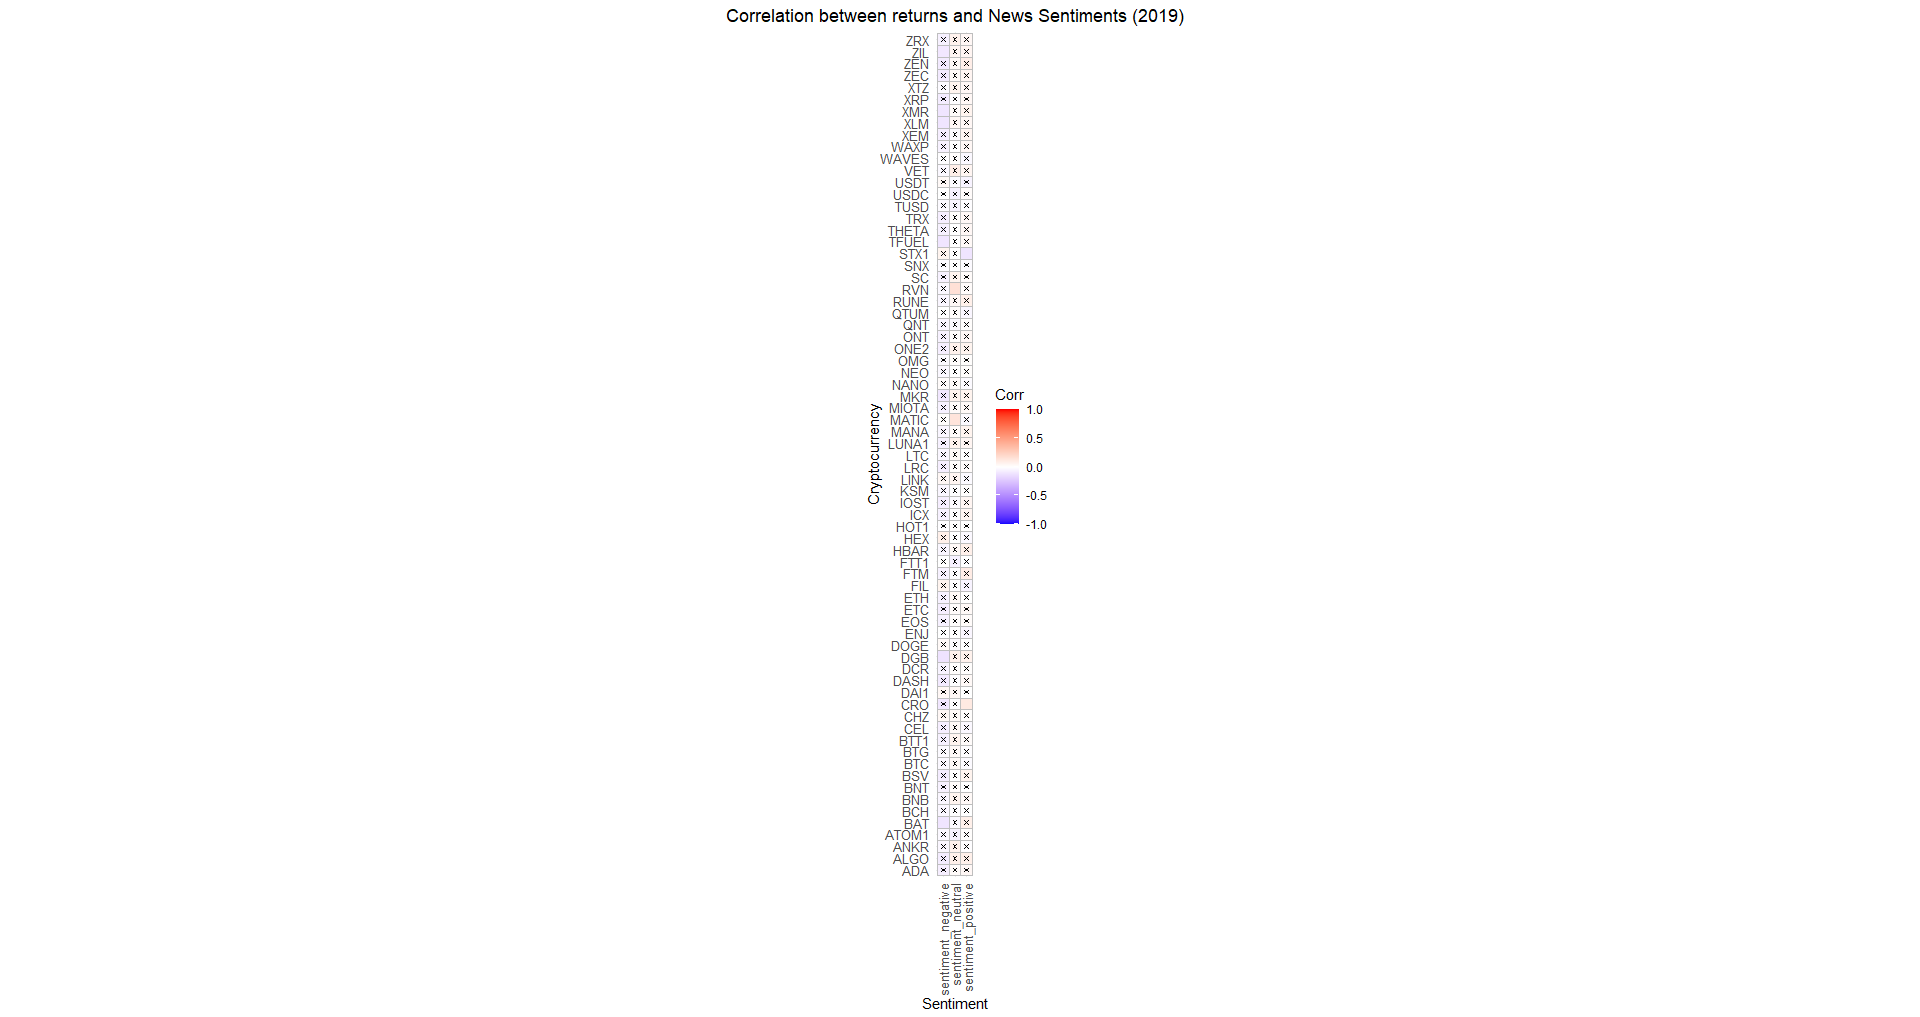 Correlation between returns and News Sentiments (2019)
ZRX
ZIL
ZEN
ZEC
XTZ
XRP
XMR
XLM
XEM
WAXP
WAVES
VET
USDT
USDC
TUSD
TRX
THETA
TFUEL
STX1
SNX
SC
RVN
RUNE
QTUM
QNT
ONT
ONE2
OMG
NEO
NANO
MKR
MIOTA
MATIC
MANA
LUNA1
LTC
LRC
LINK
KSM
IOST
ICX
HOT1
HEX
HBAR
FTT1
FTM
FIL
ETH
ETC
EOS
ENJ
DOGE
DGB
DCR
DASH
DAI1
CRO
CHZ
CEL
BTT1
BTG
BTC
BSV
BNT
BNB
BCH
BAT
ATOM1
ANKR
ALGO
ADA
Cryptocurrency
sentiment_negative
sentiment_neutral
sentiment_positive
Sentiment
Corr
1.0
0.5
0.0
-0.5
-1.0